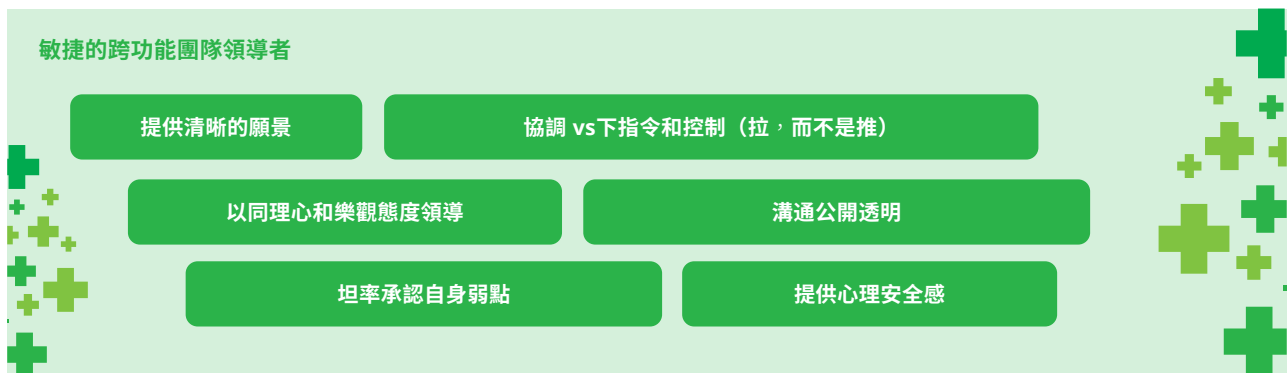 敏捷的跨功能團隊領導者
提供清晰的願景
協調 vs下指令和控制（拉，而不是推）
以同理心和樂觀態度領導
溝通公開透明
坦率承認自身弱點
提供心理安全感